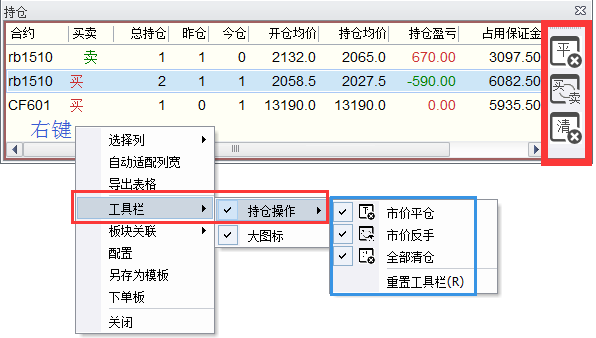 持仓
合约 买卖 总持仓 昨仓 今仓 开仓均价 持仓均价 持仓盈亏 占用保证金
rb1510 卖 1 1 0 2132.0 2065.0 670.00 3097.50
rb1510 买 2 1 1 2058.5 2027.5 -590.00 6082.50
CF601 买 1 0 1 13190.0 13190.0 0.00 5935.50
平
买 卖
清
右键
选择列
自动适配列宽
导出表格
工具栏
板块关联
配置
另存为模板
下单板
关闭
持仓操作
大图标
市价平仓
市价反手
全部清仓
重置工具栏(R)